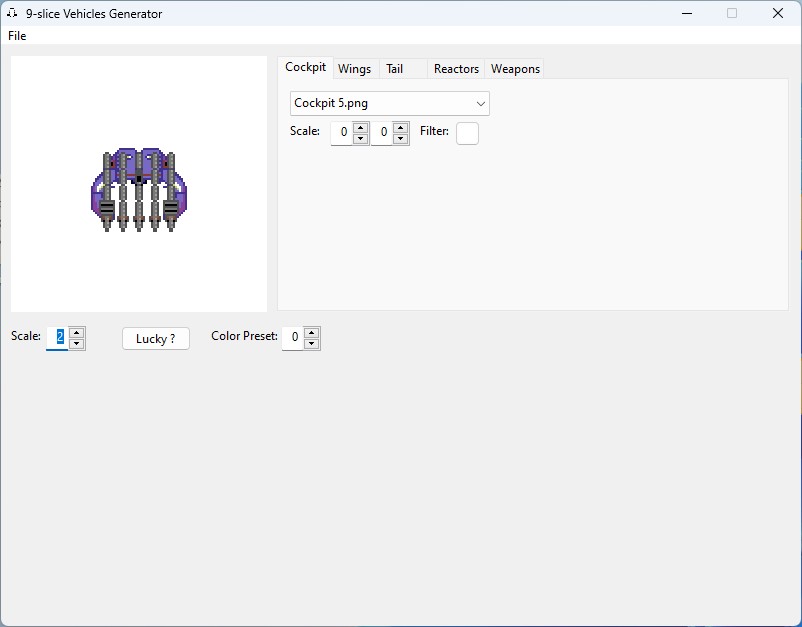 9-slice Vehicles Generator
File
Cockpit Wings Tail Reactors Weapons
Cockpit 5.png
Scale: 0 0 Filter:
Scale: 2 Lucky ? Color Preset: 0